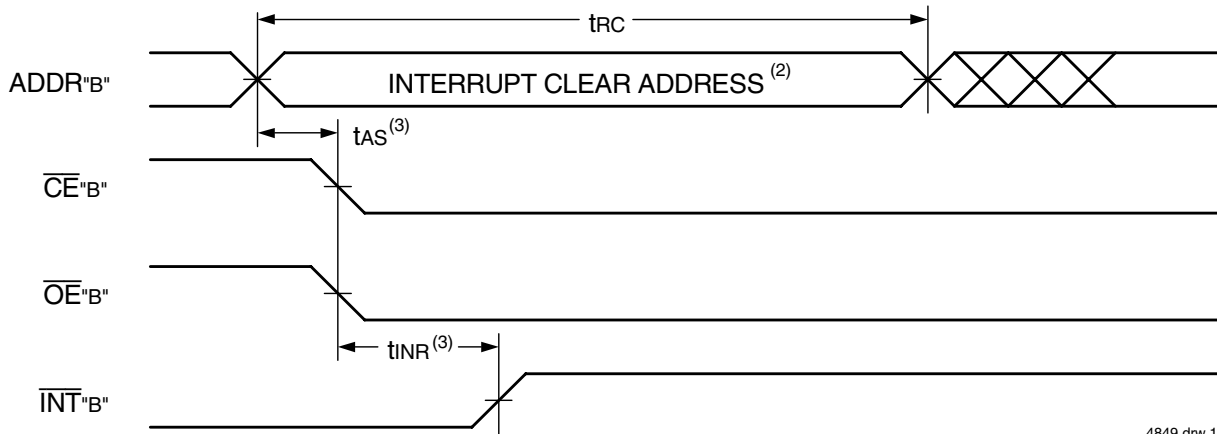 tRC
ADDR"B"
INTERRUPT CLEAR ADDRESS (2)
tAS(3)
CE"B"
OE"B"
tINR(3)
INT"B"